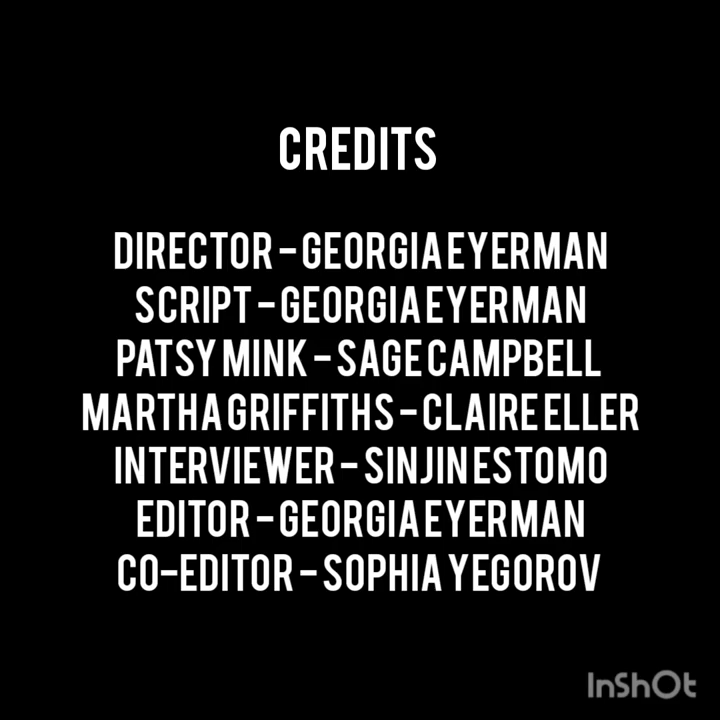 CREDITS
DIRECTOR - GEORGIA EYERMAN
SCRIPT - GEORGIA EYERMAN
PATSY MINK - SAGE CAMPBELL
MARTHA GRIFFITHS - CLAIRE ELLER
INTERVIEWER - SINJIN ESTOMO
EDITOR - GEORGIA EYERMAN
CO-EDITOR - SOPHIA YEGOROV
InShOt